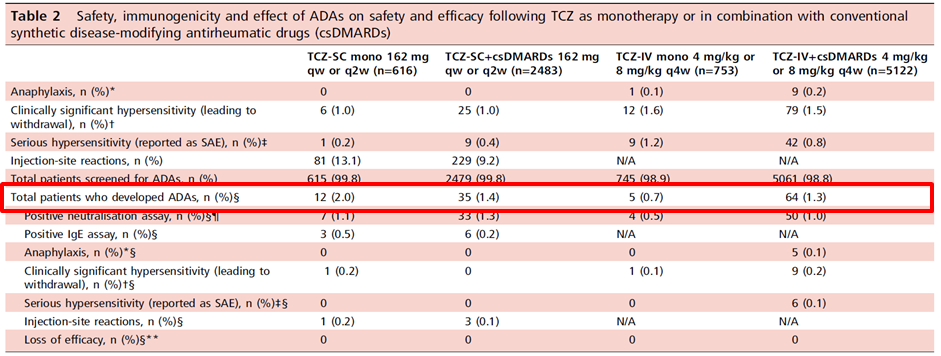 Table 2 Safety, immunogenicity and effect of ADAs on safety and efficacy following TCZ as monotherapy or in combination with conventional
synthetic disease-modifying antirheumatic drugs (csDMARDs)
TCZ-SC mono 162 mg TCZ-SC+csDMARDs 162 mg TCZ-IV mono 4 mg/kg or TCZ-IV+csDMARDs 4 mg/kg
qw or q2w (n=616) qw or q2w (n=2483) 8 mg/kg q4w (n=753) or 8 mg/kg q4w (n=5122)
Anaphylaxis, n (%)* 0 0 1 (0.1) 9 (0.2)
Clinically significant hypersensitivity (leading to 6 (1.0) 25 (1.0) 12 (1.6) 79 (1.5)
withdrawal), n (%)†
Serious hypersensitivity (reported as SAE), n (%)‡ 1 (0.2) 9 (0.4) 9 (1.2) 42 (0.8)
Injection-site reactions, n (%) 81 (13.1) 229 (9.2) N/A N/A
Total patients screened for ADAs, n (%) 615 (99.8) 2479 (99.8) 745 (98.9) 5061 (98.8)
Total patients who developed ADAs, n (%)§ 12 (2.0) 35 (1.4) 5 (0.7) 64 (1.3)
Positive neutralisation assay, n (%)§¶ 7 (1.1) 33 (1.3) 4 (0.5) 50 (1.0)
Positive IgE assay, n (%)§ 3 (0.5) 6 (0.2) N/A N/A
Anaphylaxis, n (%)*§ 0 0 0 5 (0.1)
Clinically significant hypersensitivity (leading to 1 (0.2) 0 1 (0.1) 9 (0.2)
withdrawal), n (%)†§
Serious hypersensitivity (reported as SAE), n (%)‡§ 0 0 0 6 (0.1)
Injection-site reactions, n (%)§ 1 (0.2) 3 (0.1) N/A N/A
Loss of efficacy, n (%)§** 0 0 0 0